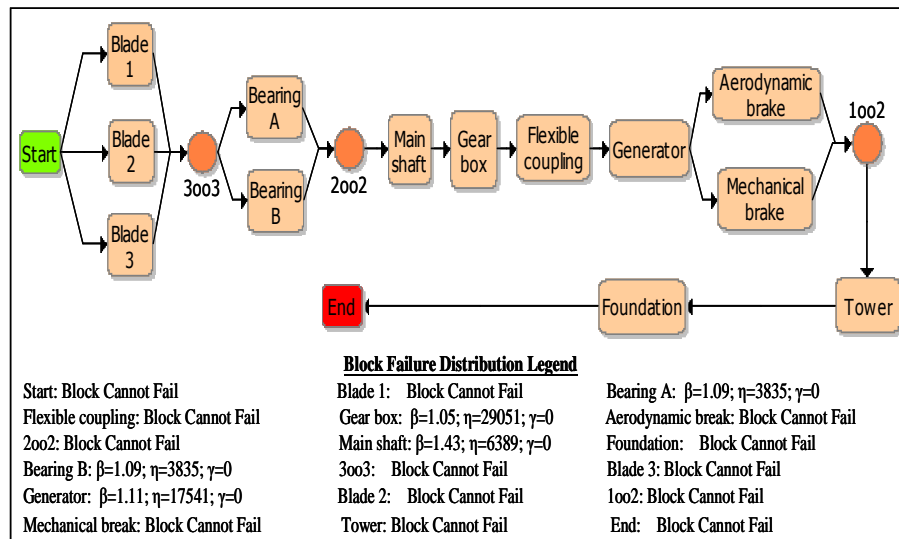 Start
Blade
1
Blade
2
Blade
3
3oo3
Bearing
A
Bearing
B
2oo2
Main
shaft
Gear
box
Flexible
coupling
Generator
Aerodynamic
brake
Mechanical
brake
1oo2
Tower
Foundation
End
Block Failure Distribution Legend
Start: Block Cannot Fail
Blade 1: Block Cannot Fail
Bearing A: β=1.09; η=3835; γ=0
Flexible coupling: Block Cannot Fail
Gear box: β=1.05; η=29051; γ=0
Aerodynamic break: Block Cannot Fail
2oo2: Block Cannot Fail
Main shaft: β=1.43; η=6389; γ=0
Foundation: Block Cannot Fail
Bearing B: β=1.09; η=3835; γ=0
3oo3: Block Cannot Fail
Blade 3: Block Cannot Fail
Generator: β=1.11; η=17541; γ=0
Blade 2: Block Cannot Fail
1oo2: Block Cannot Fail
Mechanical break: Block Cannot Fail
Tower: Block Cannot Fail
End: Block Cannot Fail